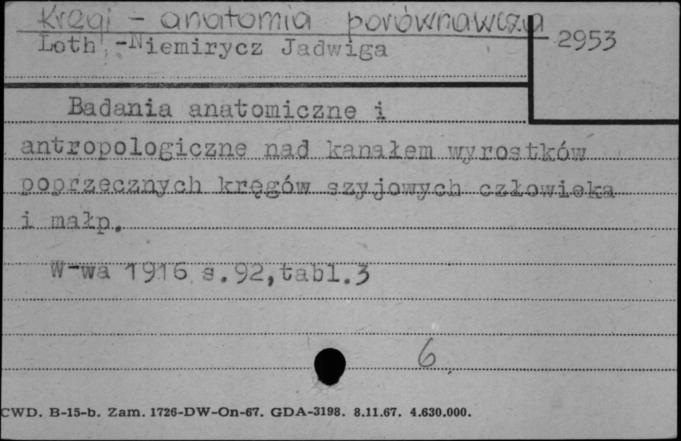 Kręgi - anatomia porównawcza
Loth -Niemirycz Jadwiga
2953
Badania anatomiczne i
antropologiczne nad kanałem wyrostków
poprzecznych kręgów szyjowych człowieka
i małp.
W-wa 1916 s.92,tabl.3
6
CWD. B-15-b. Zam. 1726-DW-On-67. GDA-3198. 8.11.67. 4.630.000.